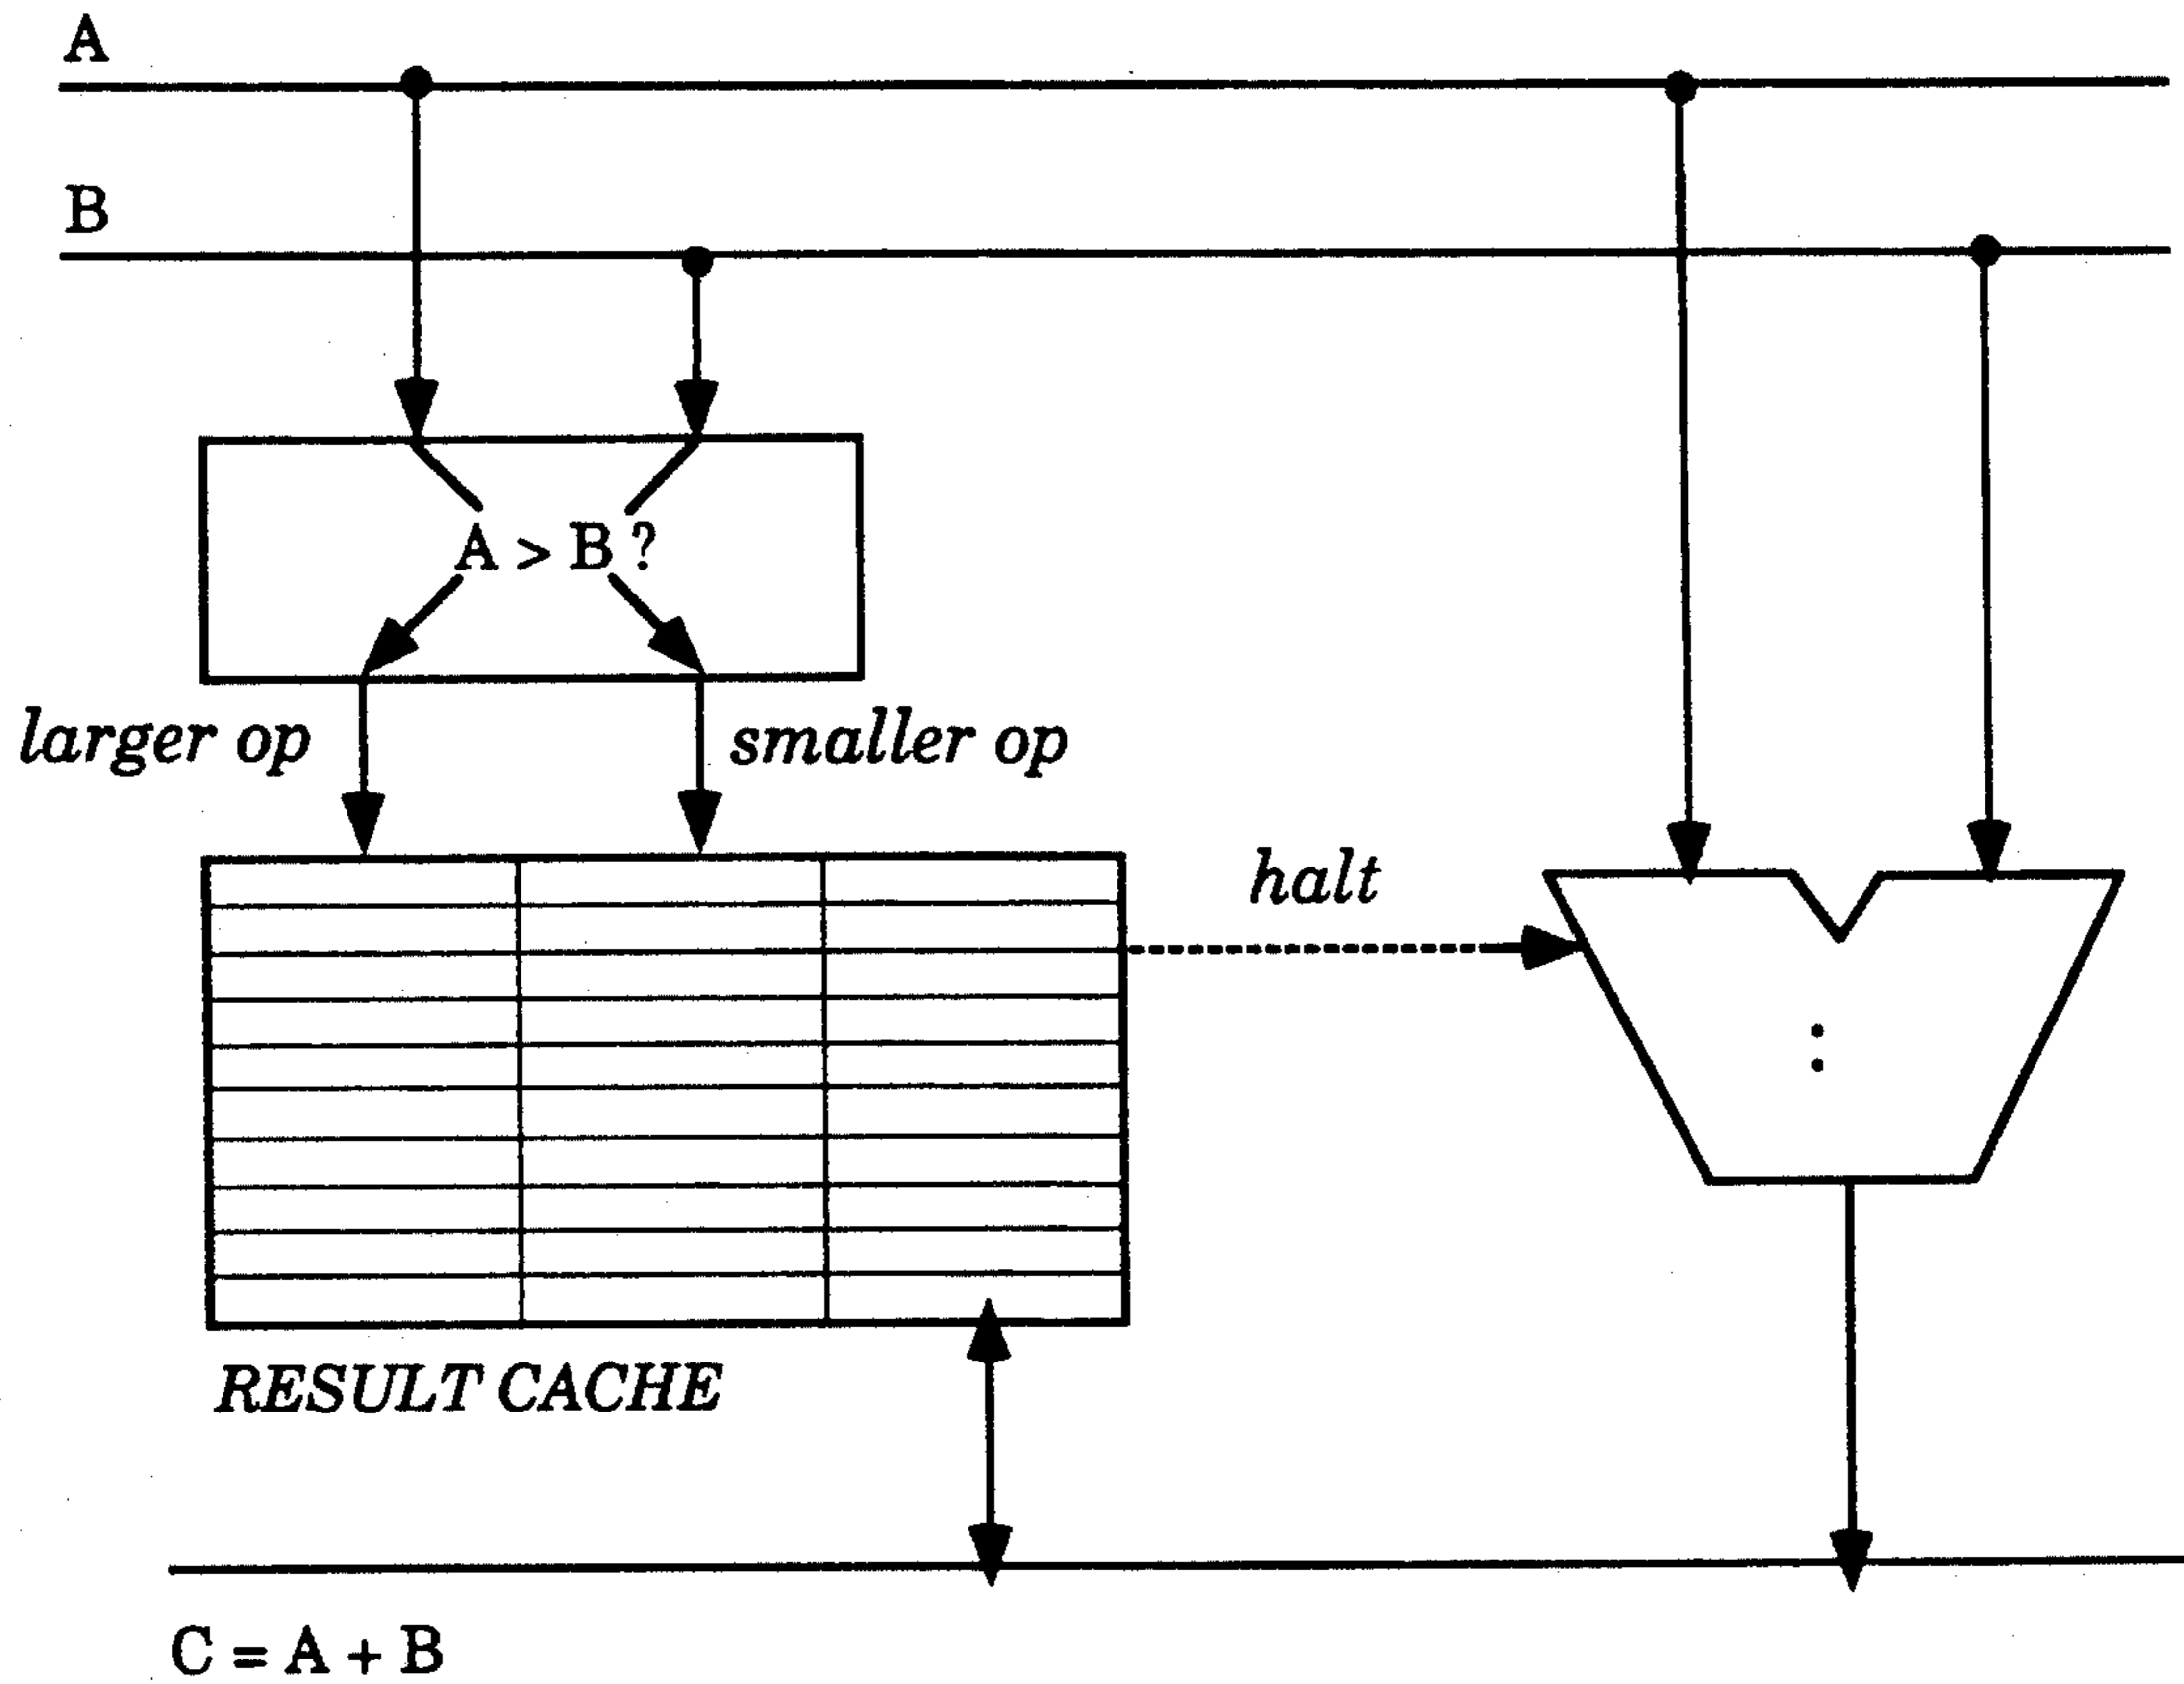 A
B
A > B ?
larger op
smaller op
halt
:
RESULT CACHE
C = A + B